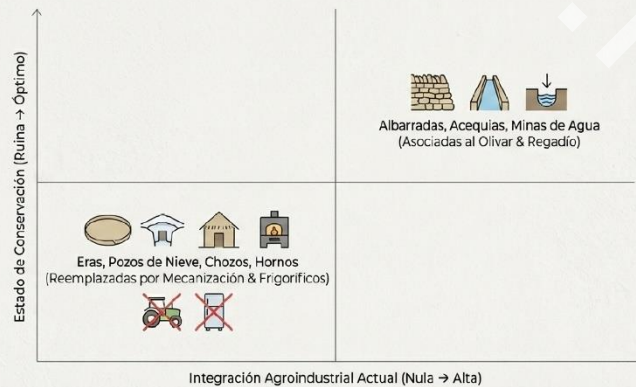 Estado de Conservación (Ruina → Óptimo)
Albarradas, Acequias, Minas de Agua
(Asociadas al Olivar & Regadío)
Eras, Pozos de Nieve, Chozos, Hornos
(Reemplazadas por Mecanización & Frigoríficos)
Integración Agroindustrial Actual (Nula → Alta)